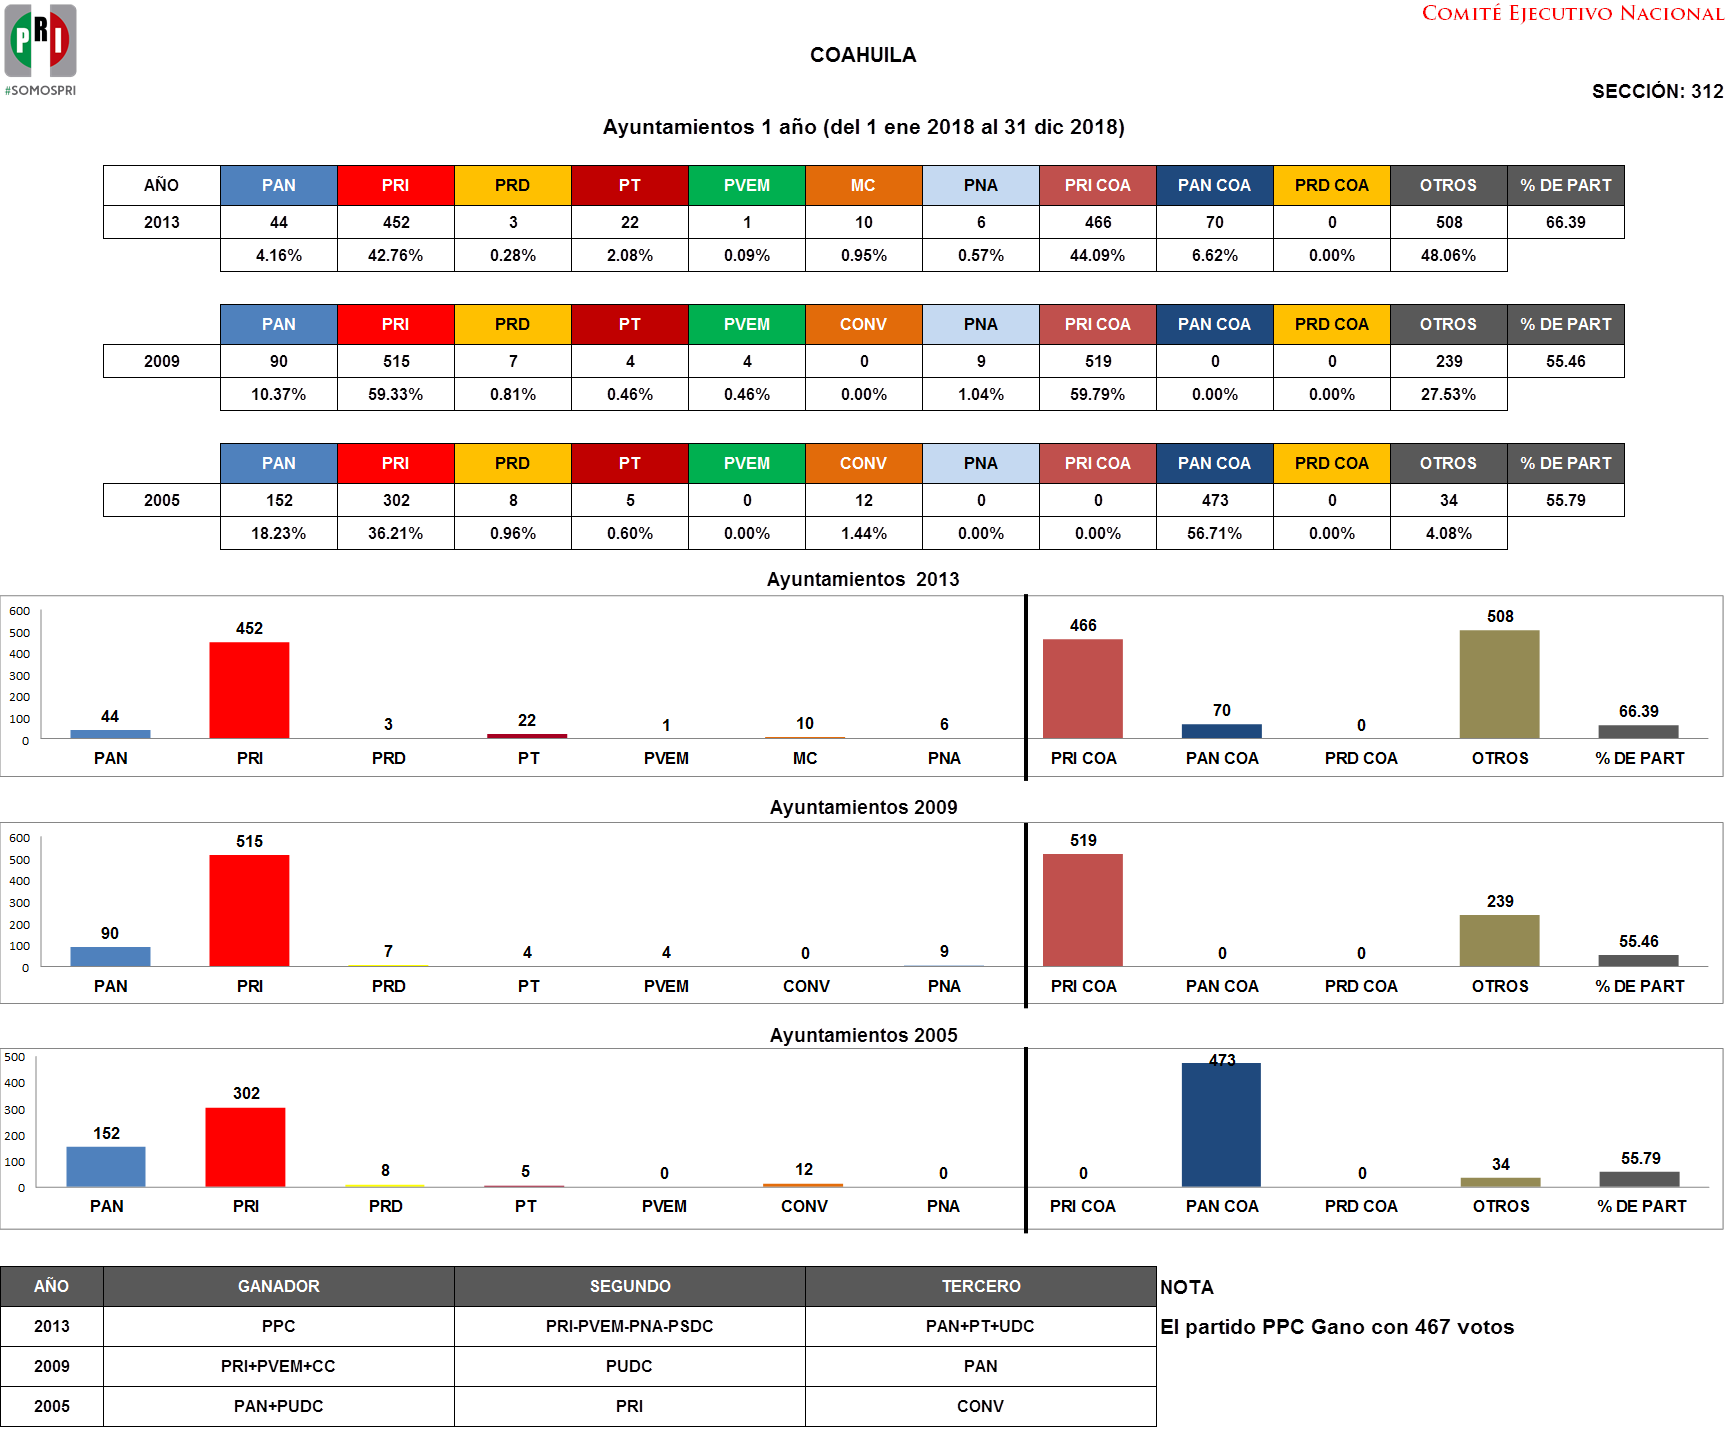 COMITÉ EJECUTIVO NACIONAL
PRI
#SOMOSPRI
COAHUILA
SECCIÓN: 312
Ayuntamientos 1 año (del 1 ene 2018 al 31 dic 2018)
AÑO PAN PRI PRD PT PVEM MC PNA PRI COA PAN COA PRD COA OTROS % DE PART
2013 44 452 3 22 1 10 6 466 70 0 508 66.39
4.16% 42.76% 0.28% 2.08% 0.09% 0.95% 0.57% 44.09% 6.62% 0.00% 48.06%
PAN PRI PRD PT PVEM CONV PNA PRI COA PAN COA PRD COA OTROS % DE PART
2009 90 515 7 4 4 0 9 519 0 0 239 55.46
10.37% 59.33% 0.81% 0.46% 0.46% 0.00% 1.04% 59.79% 0.00% 0.00% 27.53%
PAN PRI PRD PT PVEM CONV PNA PRI COA PAN COA PRD COA OTROS % DE PART
2005 152 302 8 5 0 12 0 0 473 0 34 55.79
18.23% 36.21% 0.96% 0.60% 0.00% 1.44% 0.00% 0.00% 56.71% 0.00% 4.08%
Ayuntamientos 2013
600
500
400
300
200
100
0
44 452 3 22 1 10 6 466 70 0 508 66.39
PAN PRI PRD PT PVEM MC PNA PRI COA PAN COA PRD COA OTROS % DE PART
Ayuntamientos 2009
600
500
400
300
200
100
0
90 515 7 4 4 0 9 519 0 0 239 55.46
PAN PRI PRD PT PVEM CONV PNA PRI COA PAN COA PRD COA OTROS % DE PART
Ayuntamientos 2005
500
400
300
200
100
0
152 302 8 5 0 12 0 0 473 0 34 55.79
PAN PRI PRD PT PVEM CONV PNA PRI COA PAN COA PRD COA OTROS % DE PART
AÑO GANADOR SEGUNDO TERCERO NOTA
2013 PPC PRI-PVEM-PNA-PSDC PAN+PT+UDC El partido PPC Gano con 467 votos
2009 PRI+PVEM+CC PUDC PAN
2005 PAN+PUDC PRI CONV